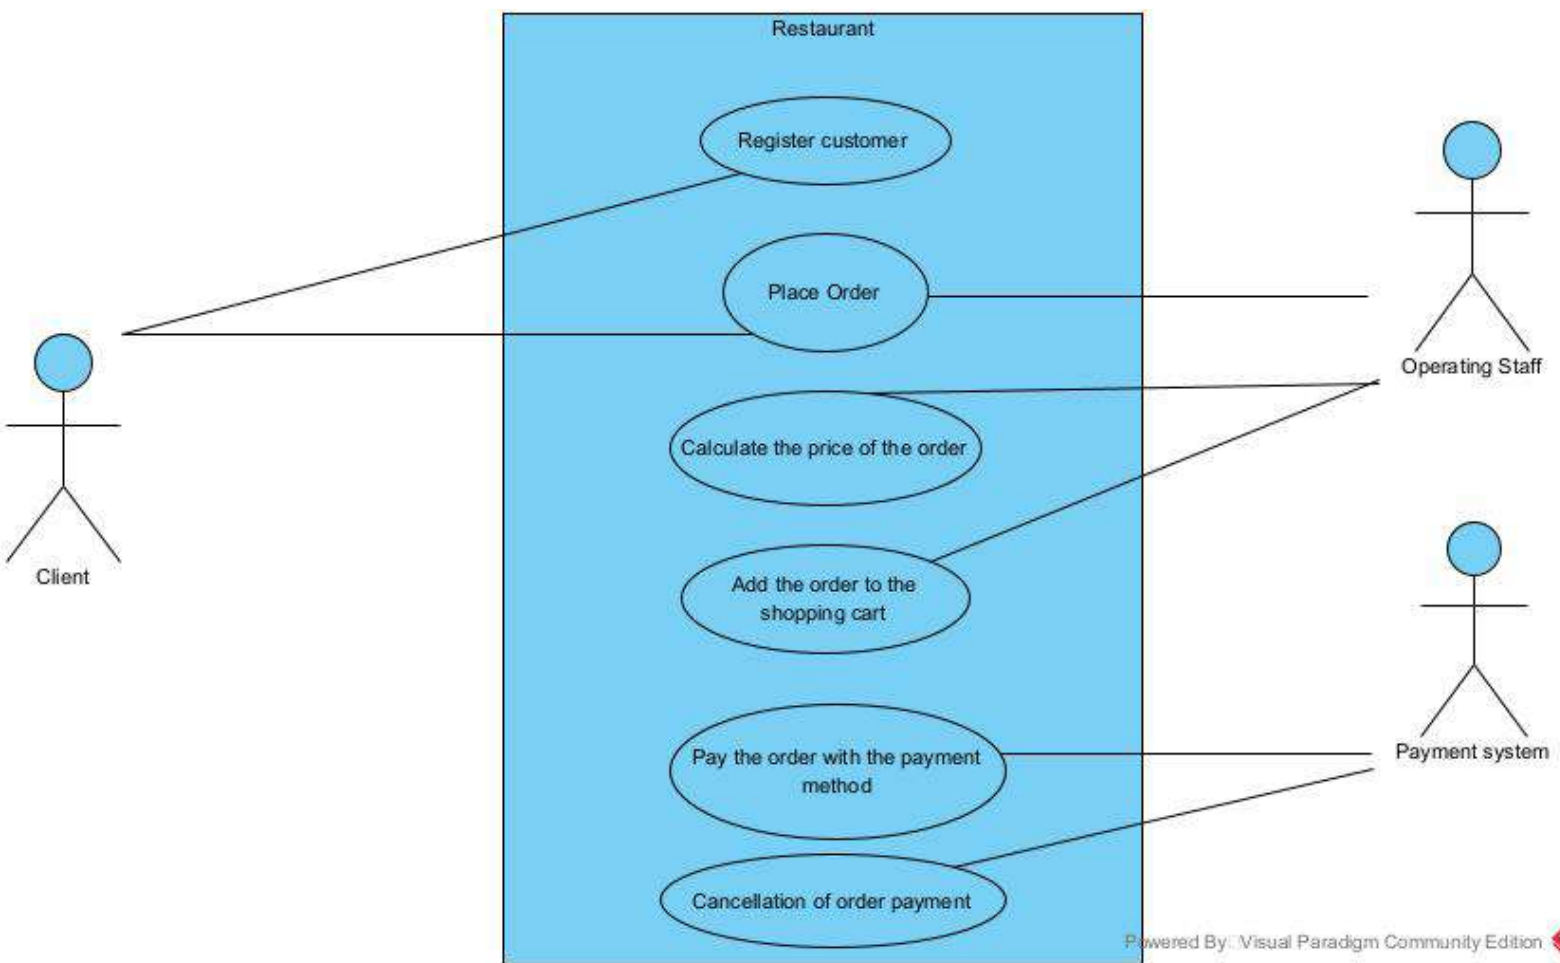 Restaurant
Register customer
Place Order
Operating Staff
Calculate the price of the order
Client
Add the order to the
shopping cart
Pay the order with the payment
method
Payment system
Cancellation of order payment
Powered By: Visual Paradigm Community Edition